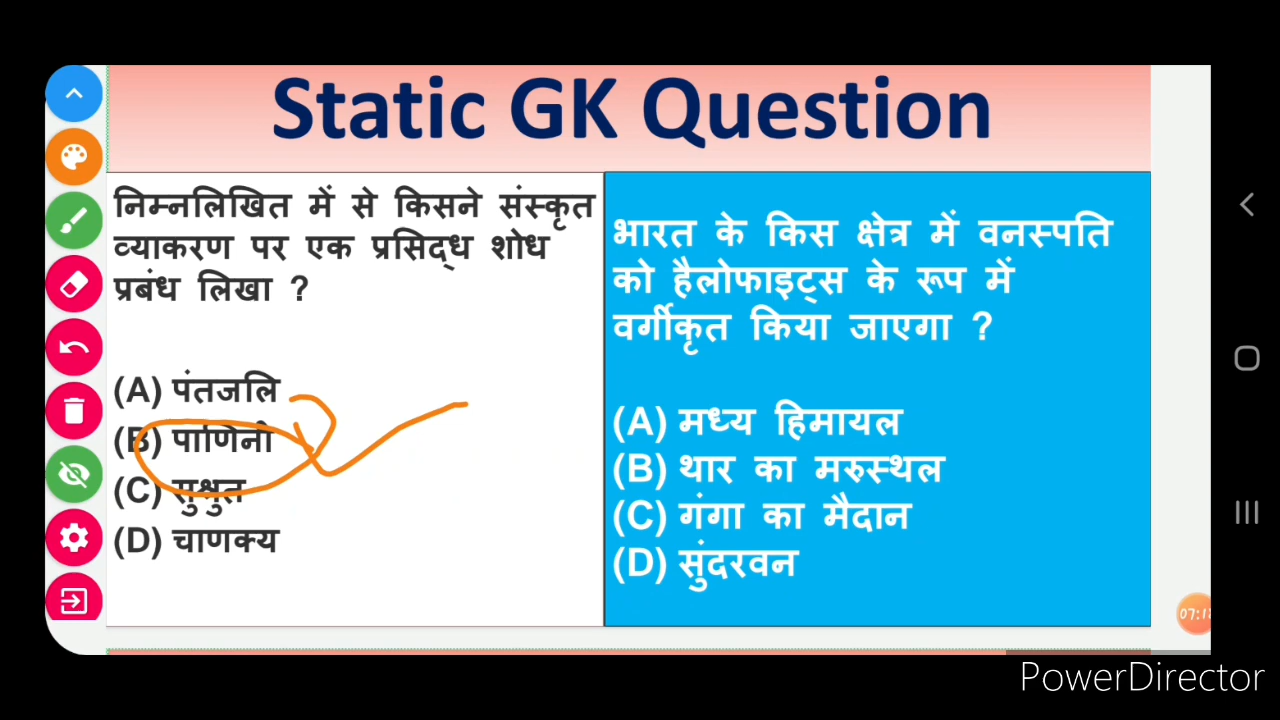 Static GK Question
निम्नलिखित में से किसने संस्कृत
व्याकरण पर एक प्रसिद्ध शोध
प्रबंध लिखा ?
(A) पंतजलि
(B) पाणिनी
(C) सुश्रुत
(D) चाणक्य
भारत के किस क्षेत्र में वनस्पति
को हैलोफाइट्स के रूप में
वर्गीकृत किया जाएगा ?
(A) मध्य हिमायल
(B) थार का मरुस्थल
(C) गंगा का मैदान
(D) सुंदरवन
PowerDirector